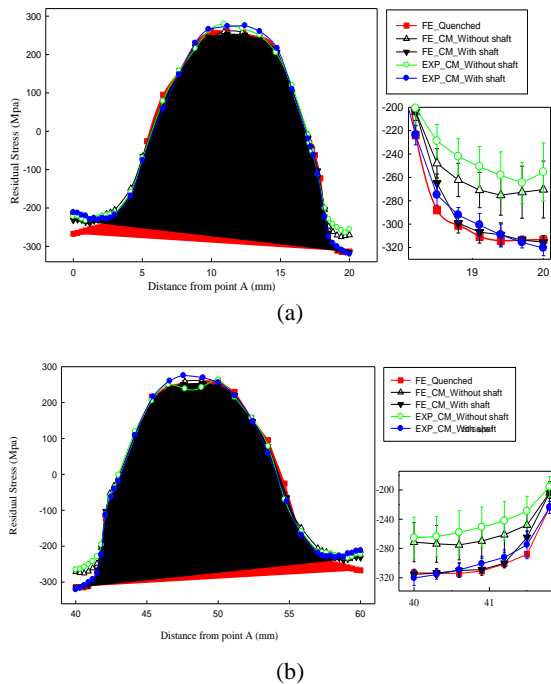 300
200
100
0
-100
-200
-300
Residual Stress (Mpa)
0
5
10
15
20
Distance from point A (mm)
FE_Quenched
FE_CM_Without shaft
FE_CM_With shaft
EXP_CM_Without shaft
EXP_CM_With shaft
-200
-220
-240
-260
-280
-300
-320
19
20
(a)
300
200
100
0
-100
-200
-300
Residual Stress (Mpa)
40
45
50
55
60
Distance from point A (mm)
FE_Quenched
FE_CM_Without shaft
FE_CM_With shaft
EXP_CM_Without shaft
EXP_CM_With
-200
-240
-280
-320
40
41
(b)